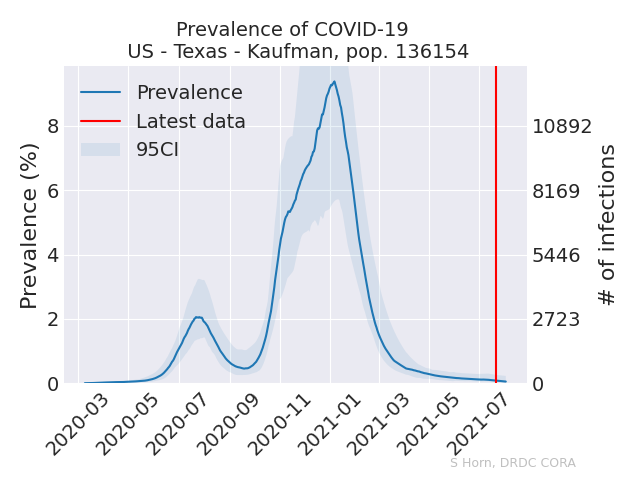 Prevalence of COVID-19
US - Texas - Kaufman, pop. 136154
Prevalence
Latest data
95CI
Prevalence (%)
8
6
4
2
0
10892
8169
5446
2723
0
# of infections
2020-03
2020-05
2020-07
2020-09
2020-11
2021-01
2021-03
2021-05
2021-07
S Horn, DRDC CORA